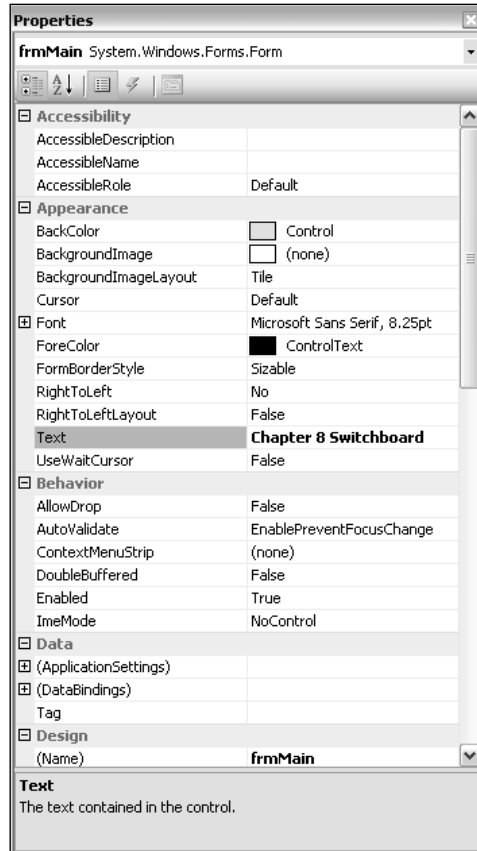 Properties
frmMain System.Windows.Forms.Form
Accessibility
AccessibleDescription
AccessibleName
AccessibleRole Default
Appearance
BackColor Control
BackgroundImage (none)
BackgroundImageLayout Tile
Cursor Default
Font Microsoft Sans Serif, 8.25pt
ForeColor ControlText
FormBorderStyle Sizable
RightToLeft No
RightToLeftLayout False
Text Chapter 8 Switchboard
UseWaitCursor False
Behavior
AllowDrop False
AutoValidate EnablePreventFocusChange
ContextMenuStrip (none)
DoubleBuffered False
Enabled True
ImeMode NoControl
Data
(ApplicationSettings)
(DataBindings)
Tag
Design
(Name) frmMain
Text
The text contained in the control.